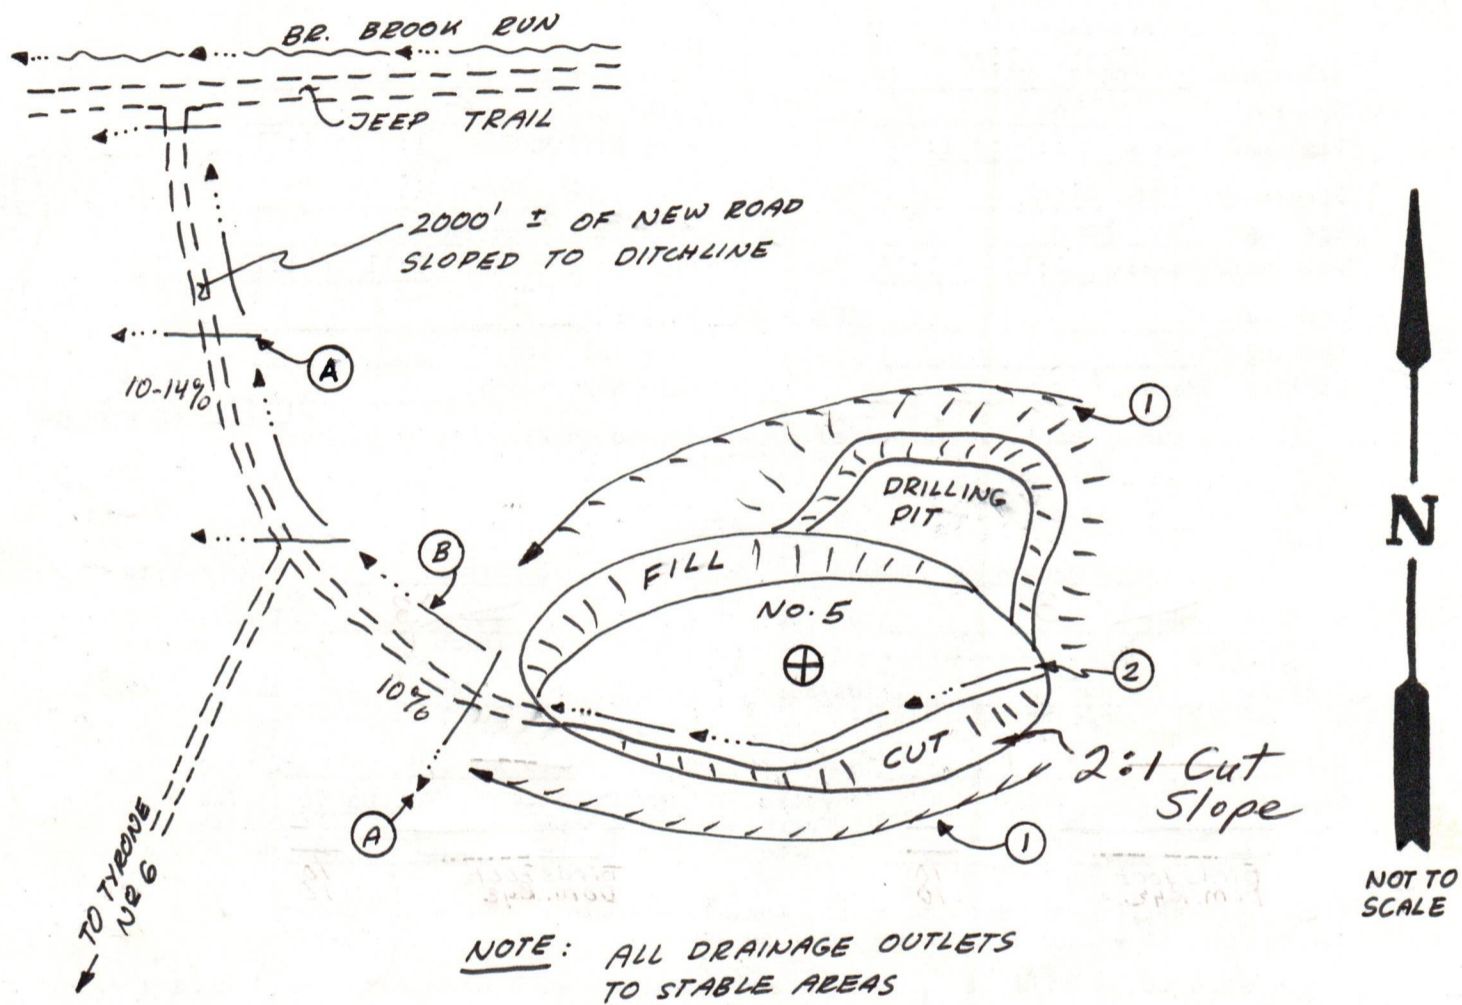 BR. BROOK RUN
JEEP TRAIL
2000' ± OF NEW ROAD
SLOPED TO DITCHLINE
A
10-14%
1
DRILLING
PIT
B
FILL
N
NO. 5
2
10%
CUT
2:1 Cut
Slope
A
1
TO TYRONE
NO 6
NOT TO
SCALE
NOTE: ALL DRAINAGE OUTLETS
TO STABLE AREAS